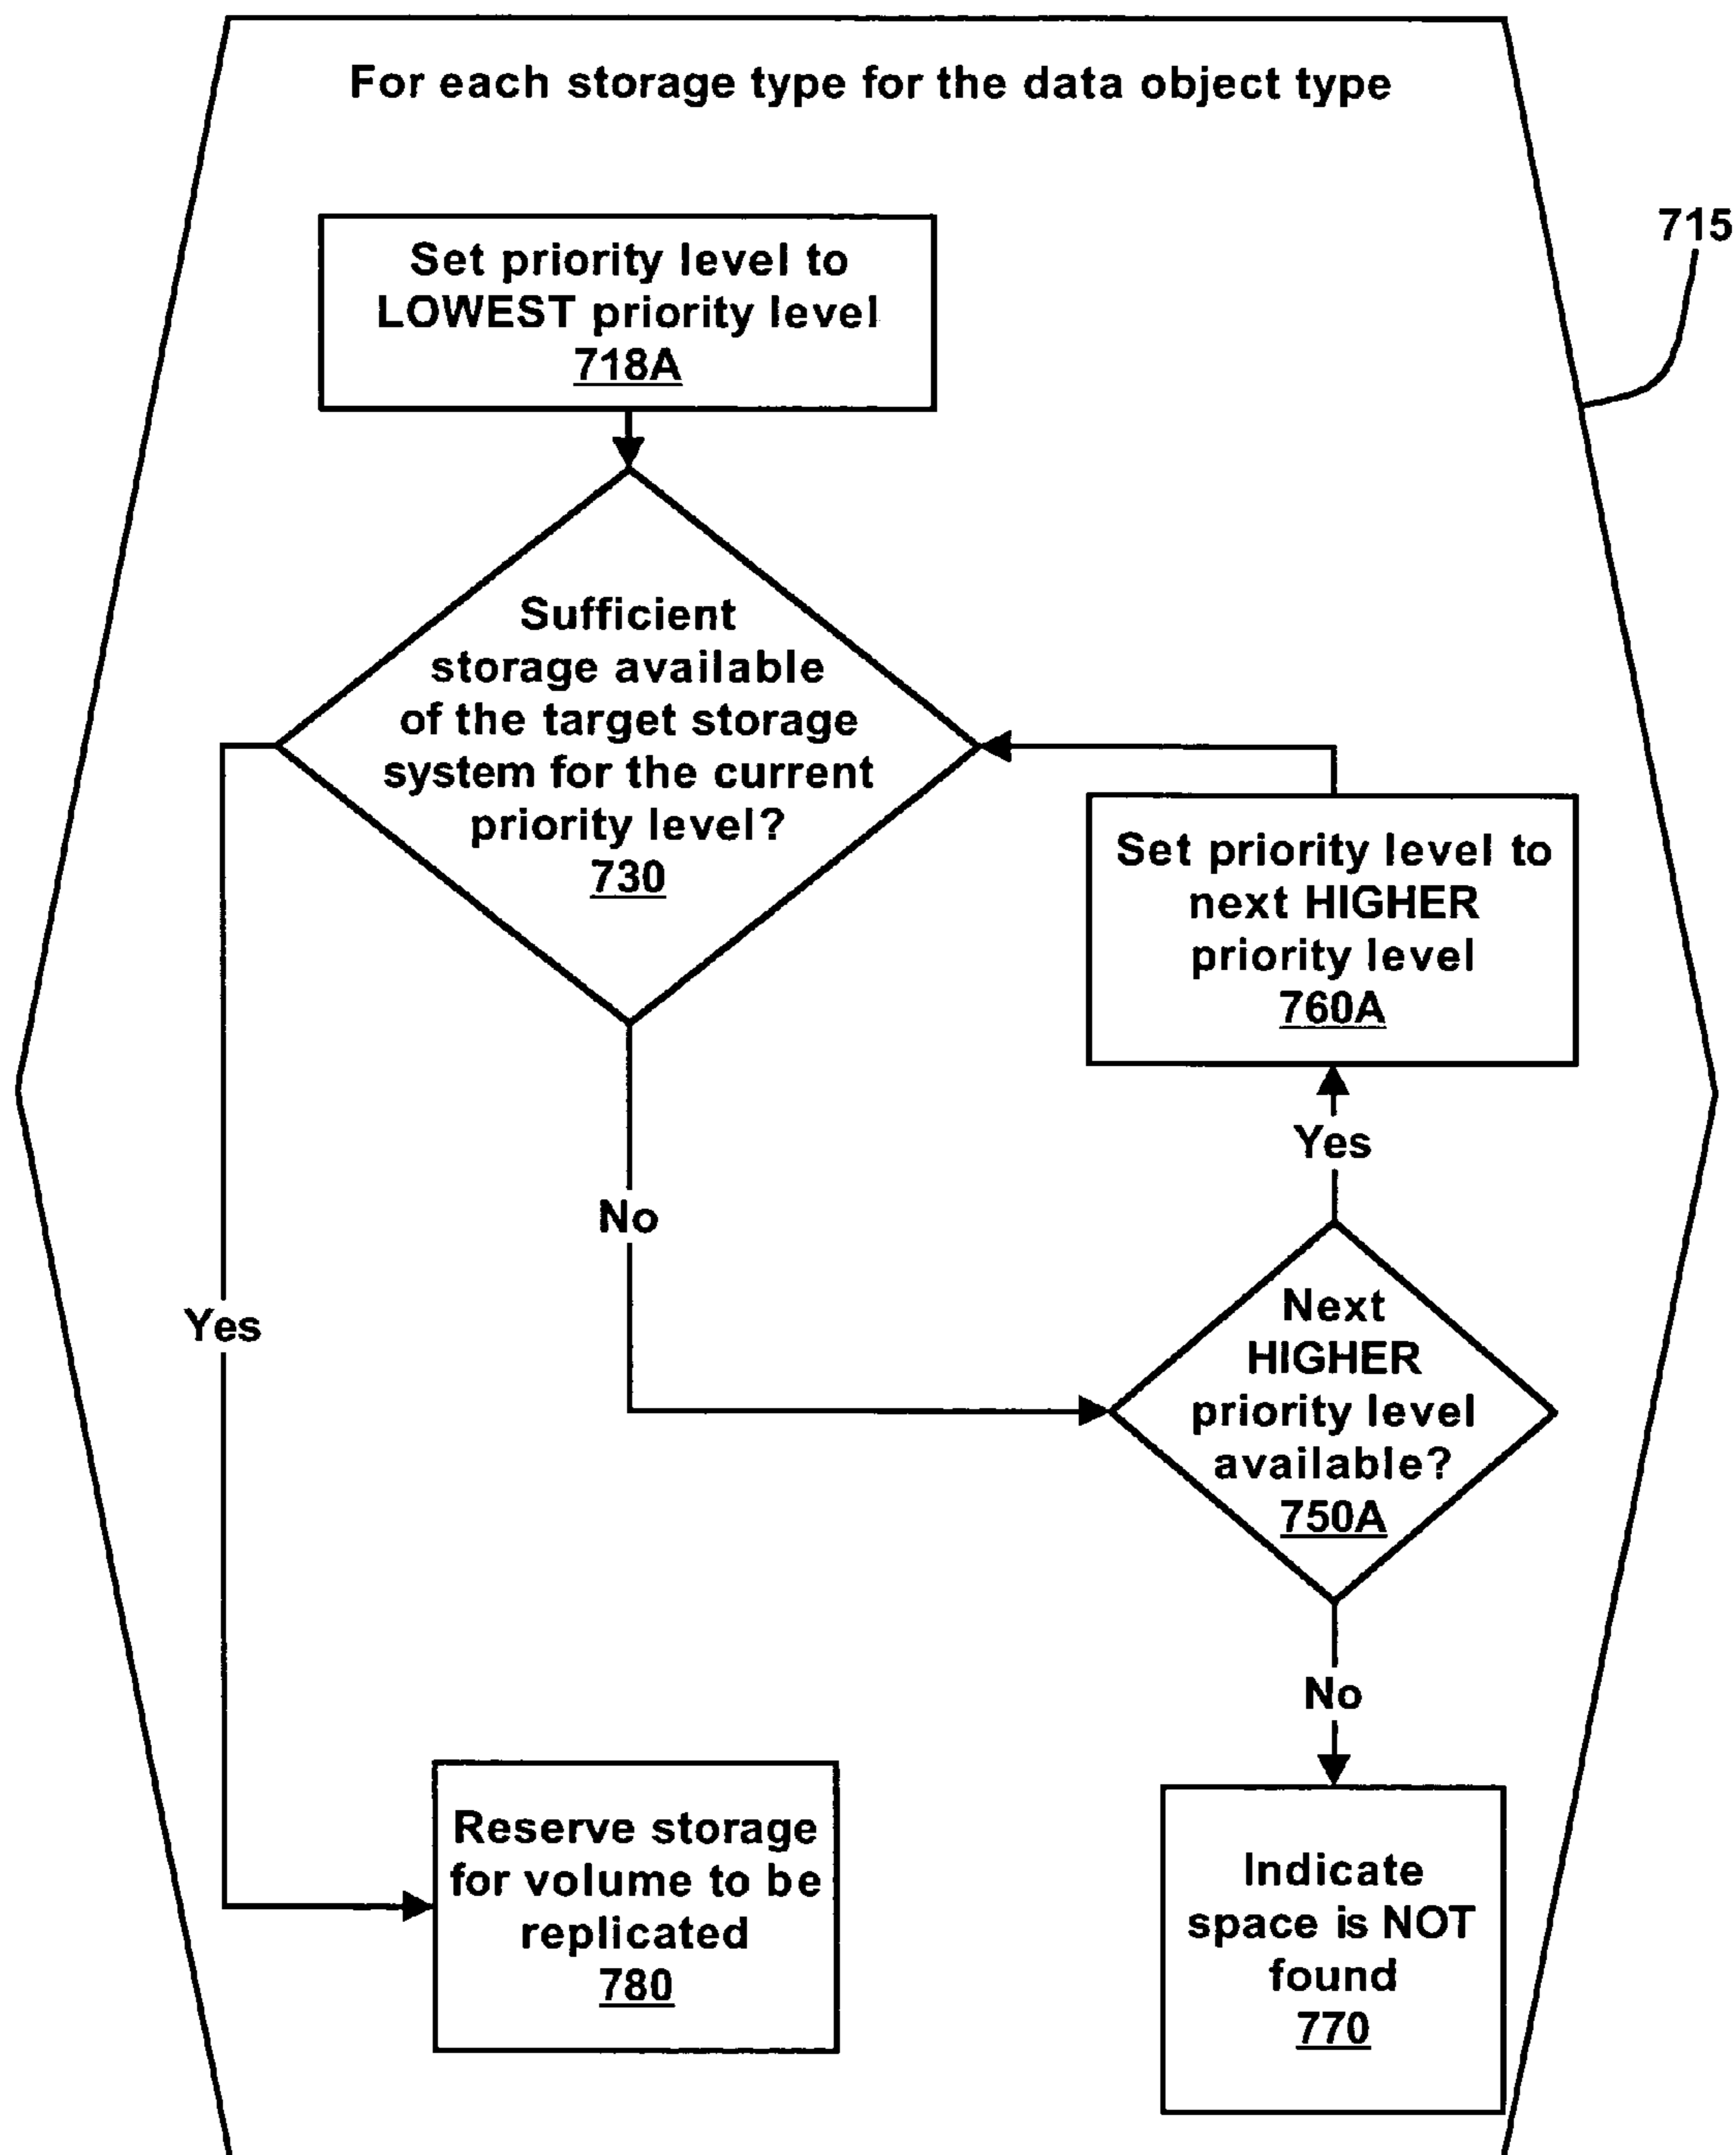 For each storage type for the data object type
715
Set priority level to
LOWEST priority level
718A
Sufficient
storage available
of the target storage
system for the current
priority level?
730
Set priority level to
next HIGHER
priority level
760A
Yes
No
Yes
Next
HIGHER
priority level
available?
750A
No
Reserve storage
for volume to be
replicated
780
Indicate
space is NOT
found
770